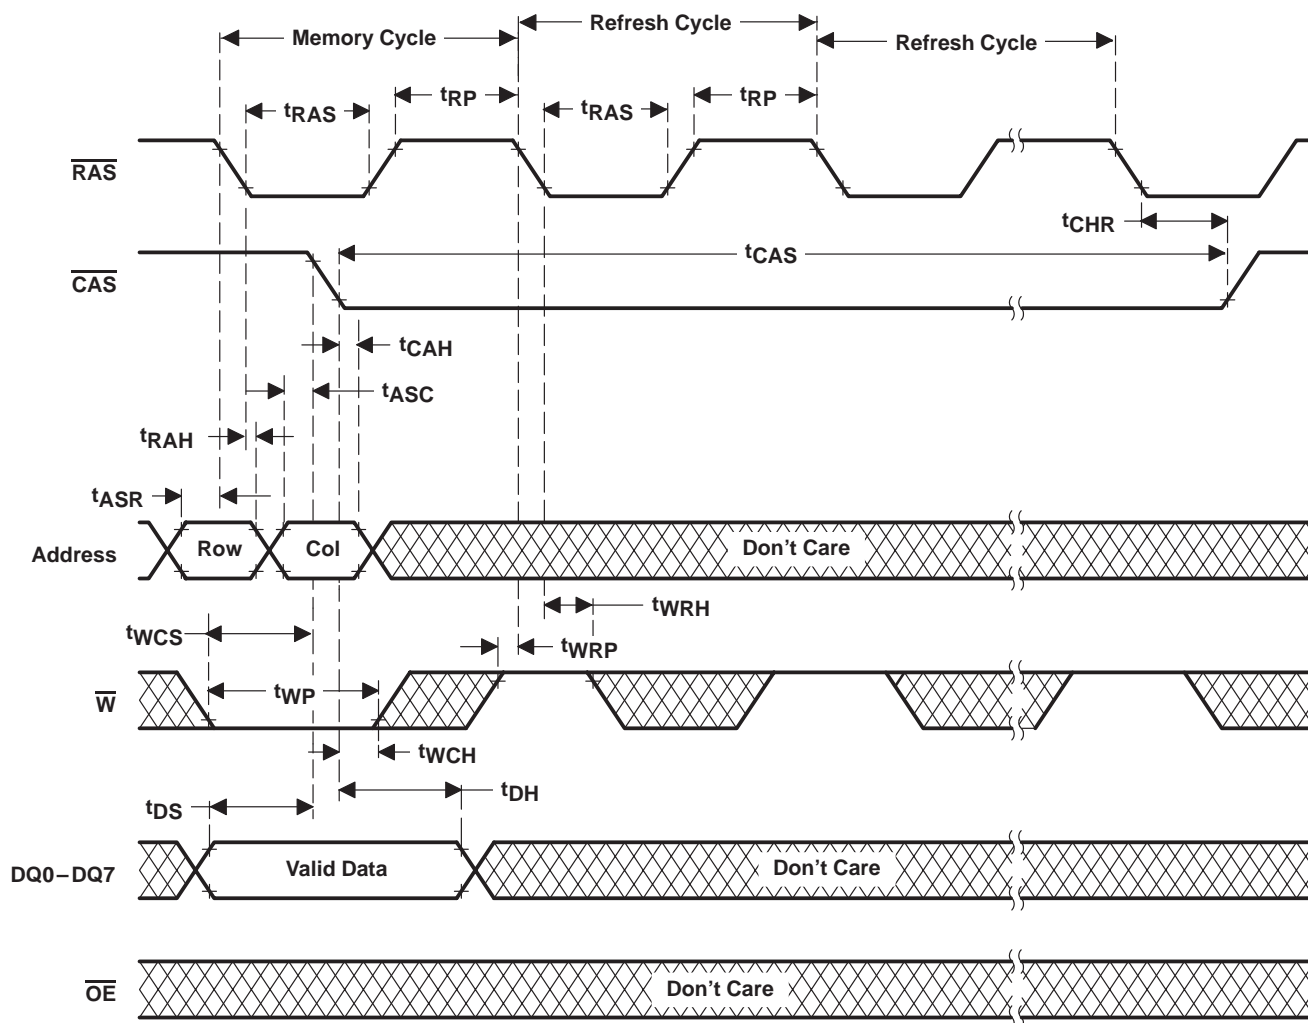 Refresh Cycle
Memory Cycle
Refresh Cycle
tRP
tRP
tRAS
tRAS
RAS
tCHR
tCAS
CAS
tCAH
tASC
tRAH
tASR
Row
Col
Don't Care
Address
tWRH
tWCS
tWRP
tWP
W
tWCH
tDH
tDS
Valid Data
Don't Care
DQ0–DQ7
Don't Care
OE